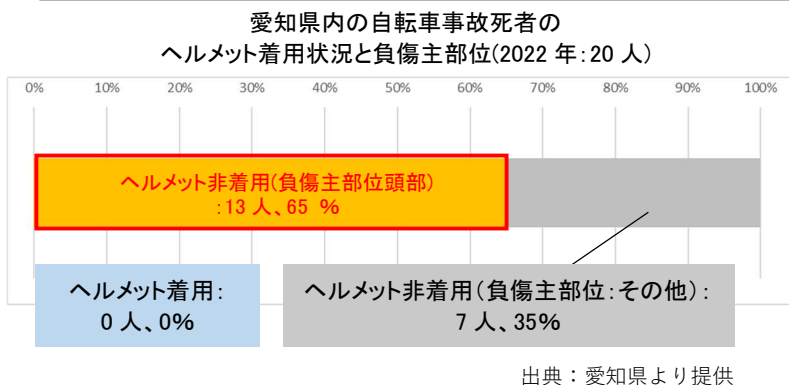 愛知県内の自転車事故死者の
ヘルメット着用状況と負傷主部位(2022 年:20 人)
0% 10% 20% 30% 40% 50% 60% 70% 80% 90% 100%
ヘルメット非着用(負傷主部位頭部)
:13 人、65 %
ヘルメット着用:
0 人、0%
ヘルメット非着用(負傷主部位:その他):
7 人、35%
出典：愛知県より提供